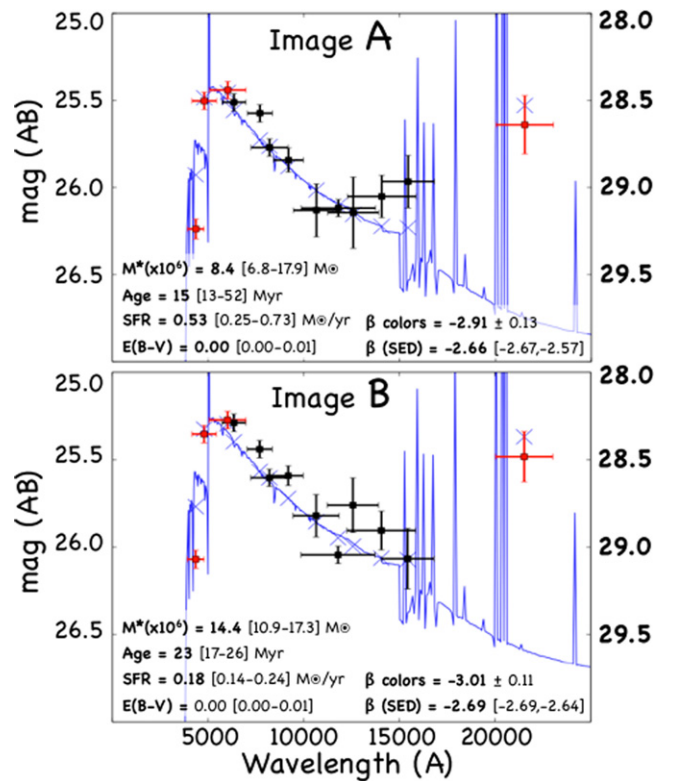 Image A
25.0
25.5
26.0
26.5
mag (AB)
28.0
28.5
29.0
29.5
M*(x10⁶) = 8.4 [6.8-17.9] M⊙
Age = 15 [13-52] Myr
SFR = 0.53 [0.25-0.73] M⊙/yr
E(B-V) = 0.00 [0.00-0.01]
β colors = -2.91 ± 0.13
β (SED) = -2.66 [-2.67,-2.57]
Image B
25.0
25.5
26.0
26.5
mag (AB)
28.0
28.5
29.0
29.5
M*(x10⁶) = 14.4 [10.9-17.3] M⊙
Age = 23 [17-26] Myr
SFR = 0.18 [0.14-0.24] M⊙/yr
E(B-V) = 0.00 [0.00-0.01]
β colors = -3.01 ± 0.11
β (SED) = -2.69 [-2.69,-2.64]
5000 10000 15000 20000
Wavelength (A)